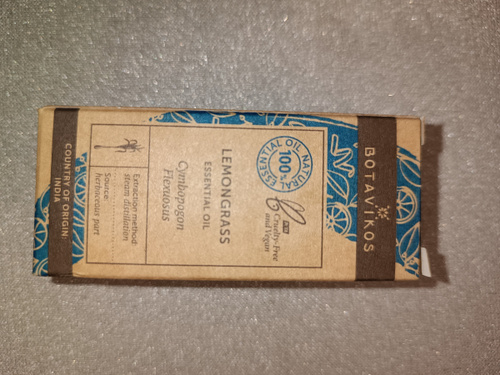 BOTAVIKOS
100%
NATURAL ESSENTIAL OIL
Cruelty-Free
and Vegan
LEMONGRASS
ESSENTIAL OIL
Cymbopogon
Flexuosus
Extraction method:
steam distillation
Source:
herbaceous part
COUNTRY OF ORIGIN:
INDIA